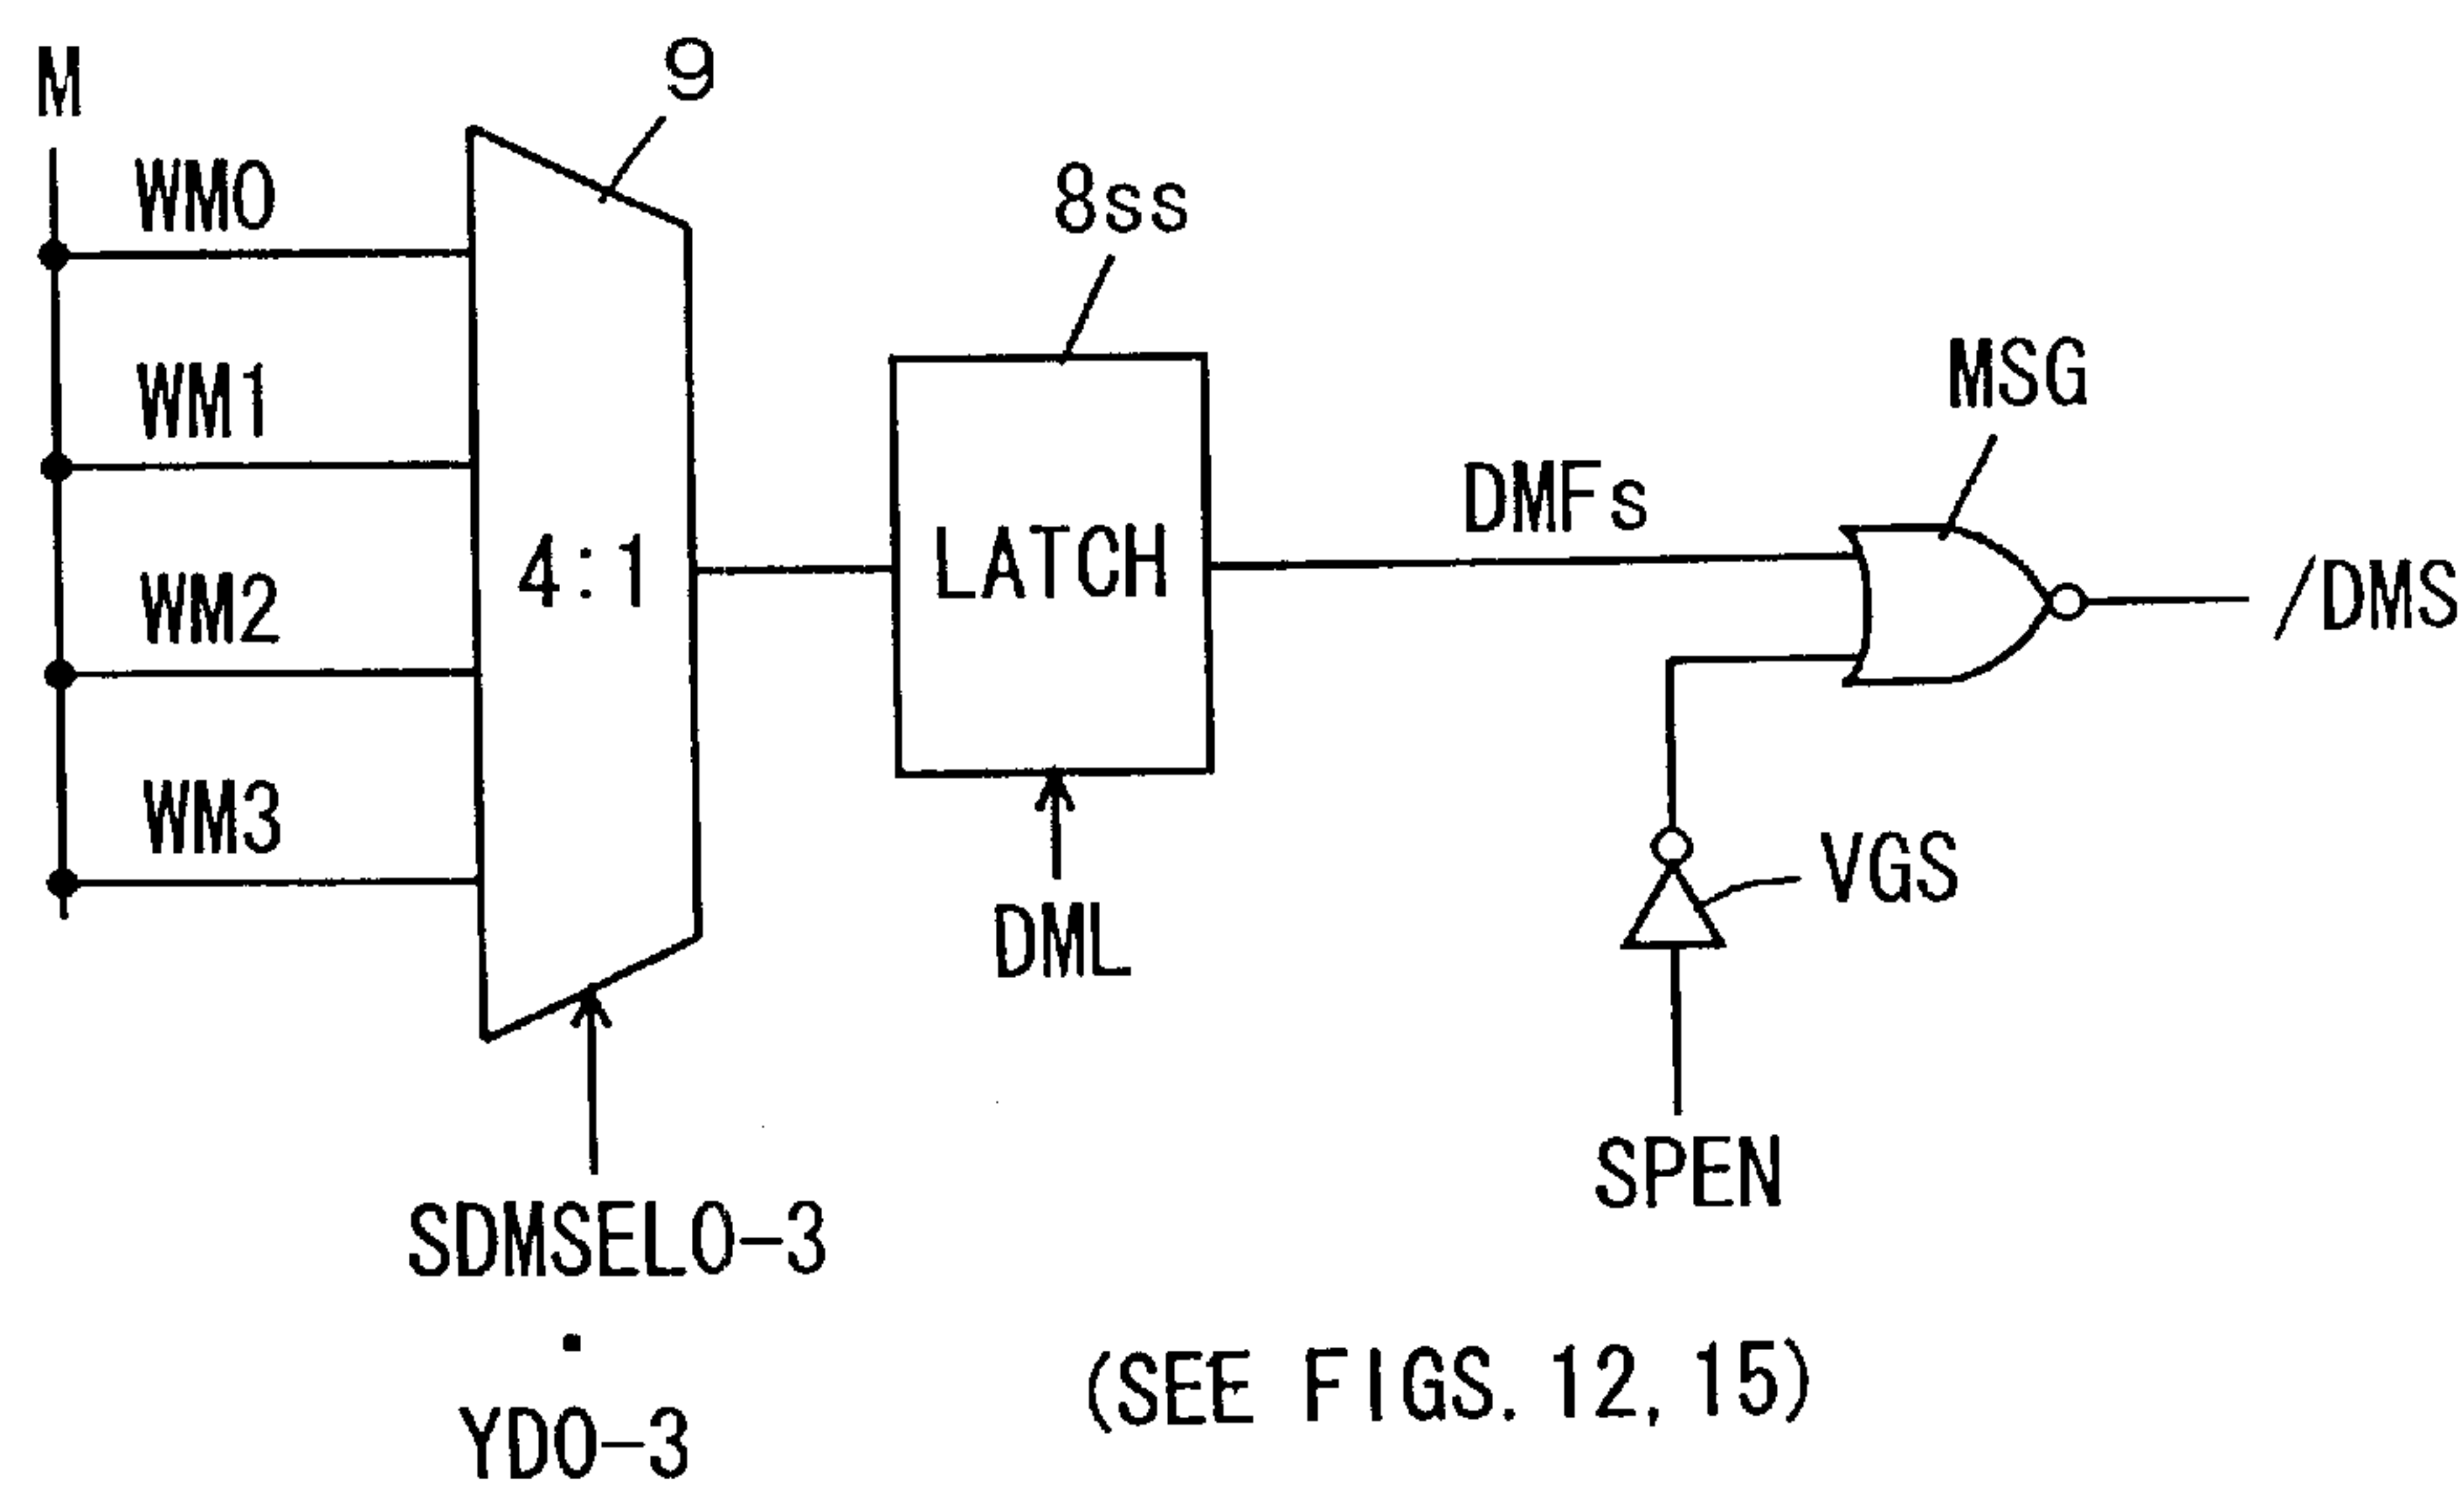 M
9
WM0
8ss
WM1
MSG
DMFs
4:1
LATCH
WM2
/DMS
WM3
VGS
DML
SPEN
SDMSEL0-3
·
YD0-3
(SEE FIGS. 12, 15)